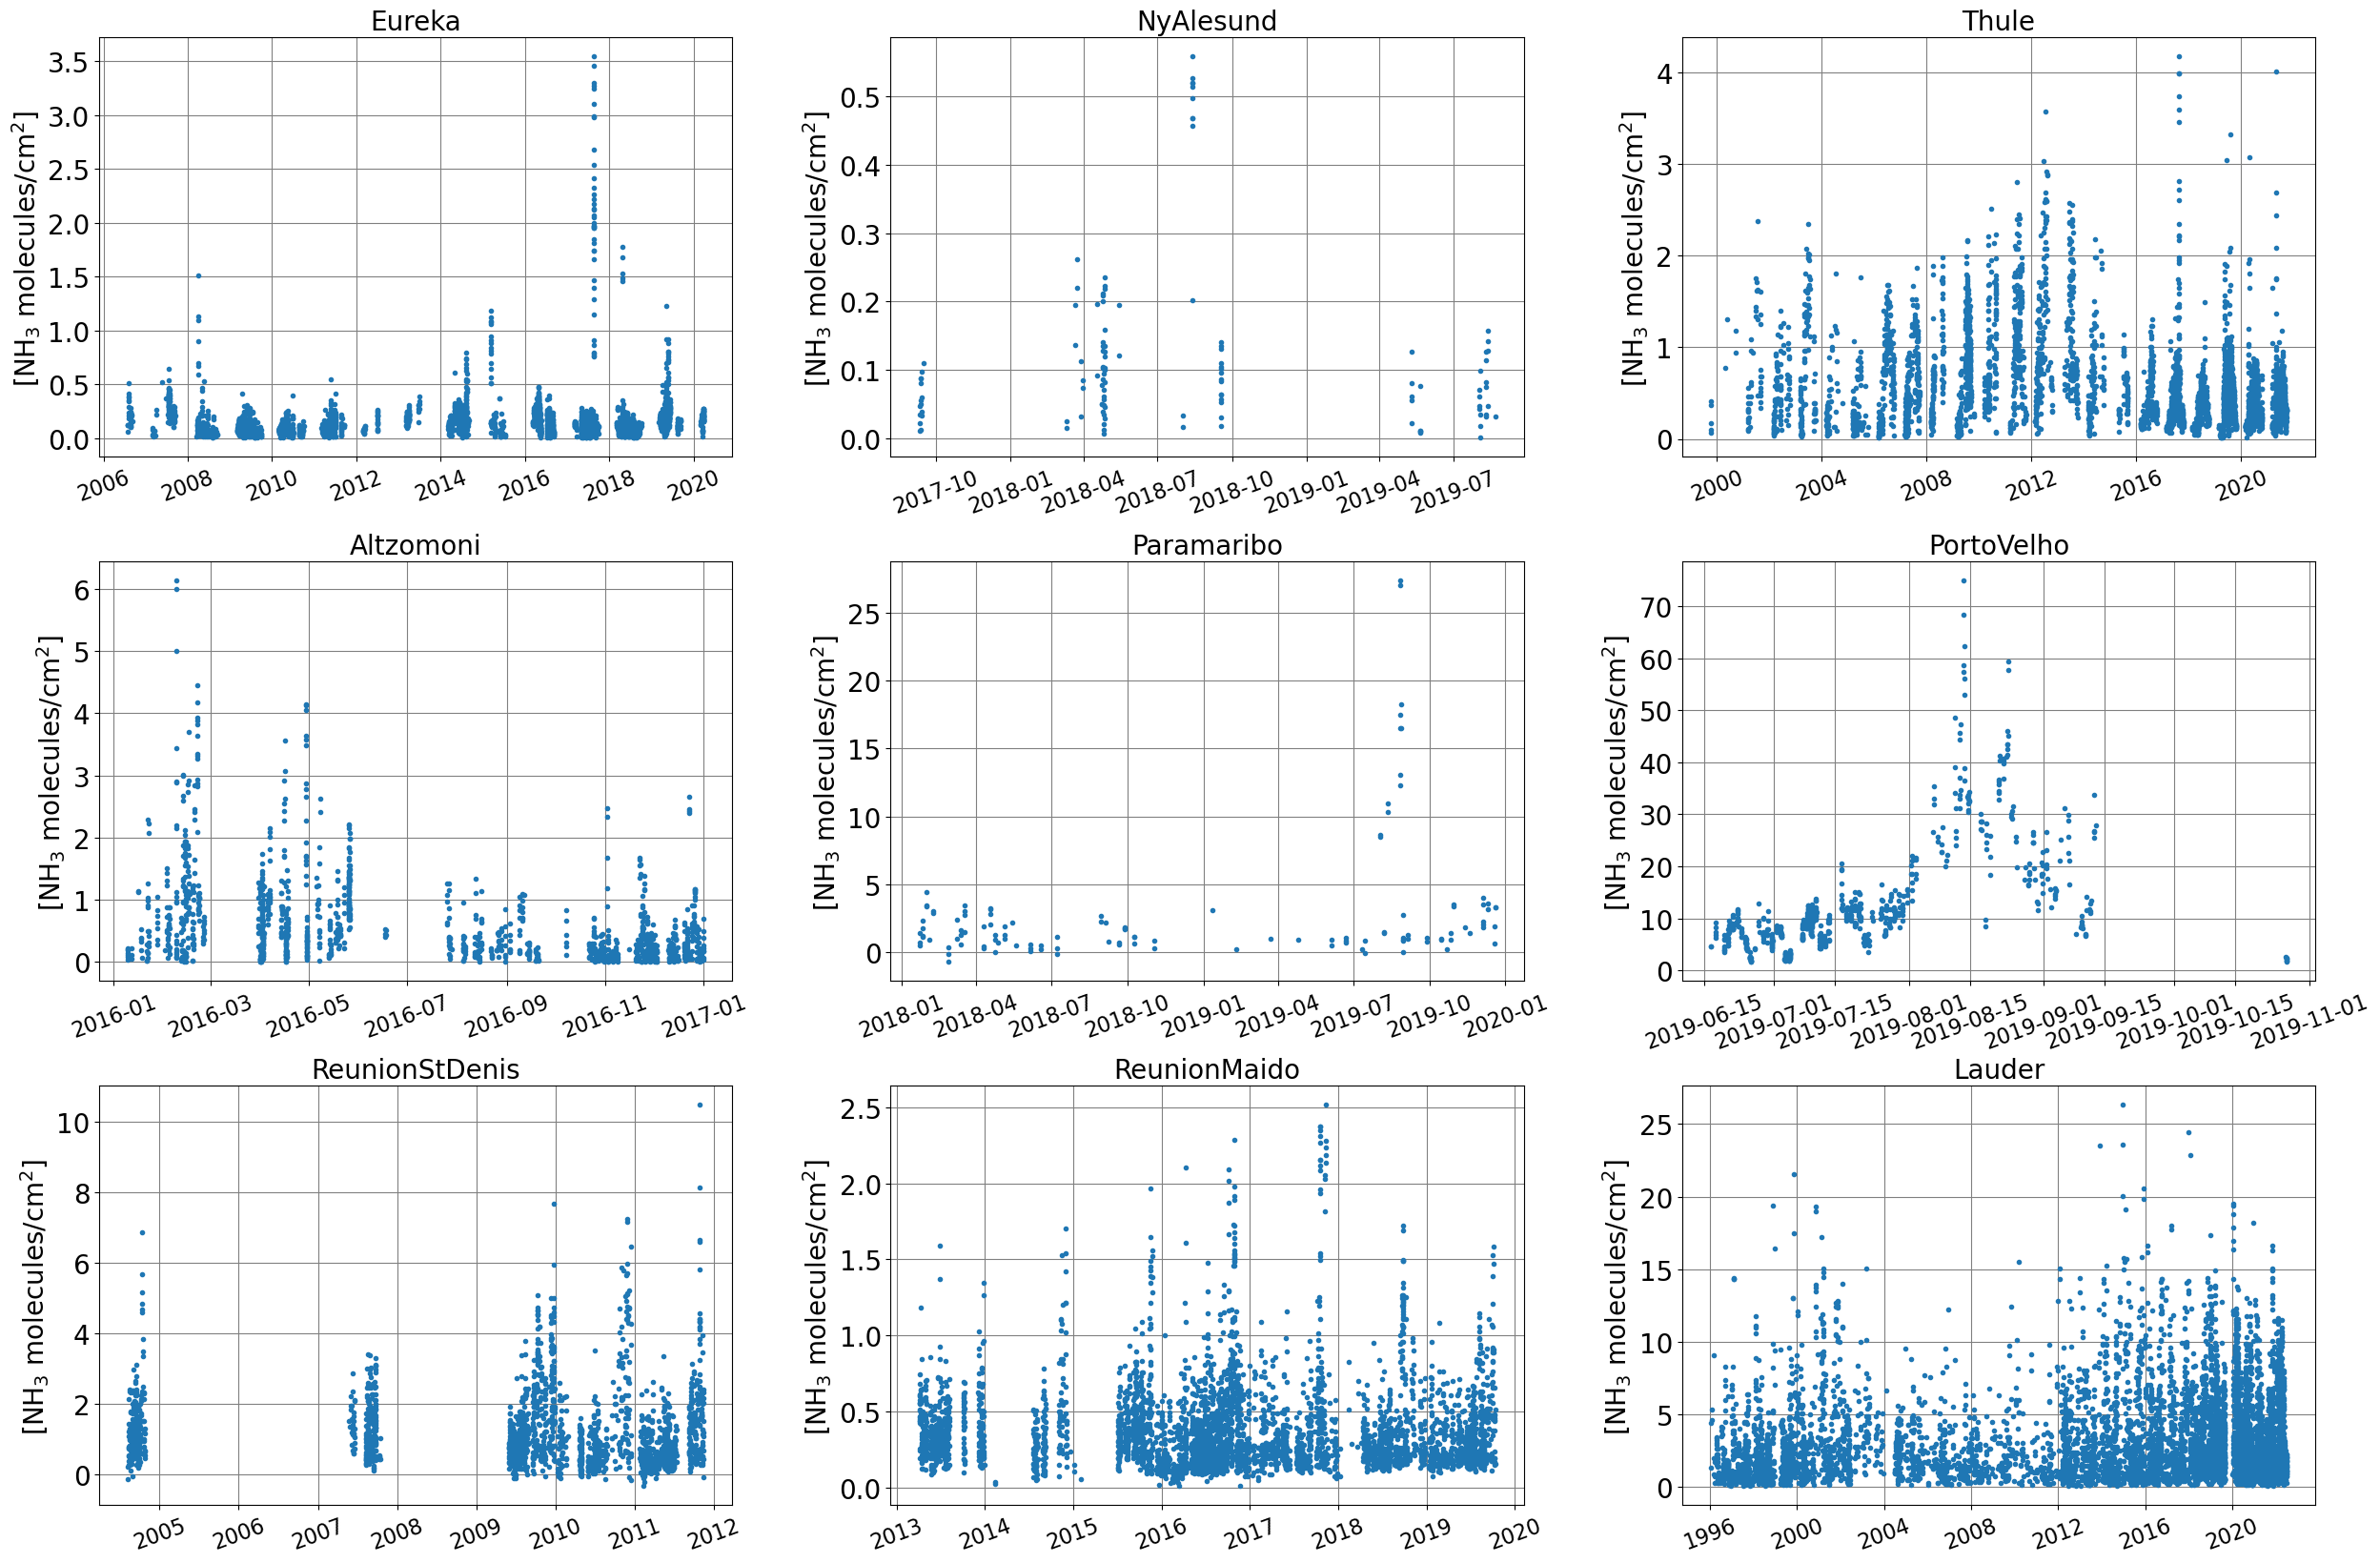 Eureka
[NH₃ molecules/cm²]
3.5
3.0
2.5
2.0
1.5
1.0
0.5
0.0
2006 2008 2010 2012 2014 2016 2018 2020
NyAlesund
[NH₃ molecules/cm²]
0.5
0.4
0.3
0.2
0.1
0.0
2017-10 2018-01 2018-04 2018-07 2018-10 2019-01 2019-04 2019-07
Thule
[NH₃ molecules/cm²]
4
3
2
1
0
2000 2004 2008 2012 2016 2020
Altzomoni
[NH₃ molecules/cm²]
6
5
4
3
2
1
0
2016-01 2016-03 2016-05 2016-07 2016-09 2016-11 2017-01
Paramaribo
[NH₃ molecules/cm²]
25
20
15
10
5
0
2018-01 2018-04 2018-07 2018-10 2019-01 2019-04 2019-07 2019-10 2020-01
PortoVelho
[NH₃ molecules/cm²]
70
60
50
40
30
20
10
0
2019-06-15 2019-07-01 2019-07-15 2019-08-01 2019-08-15 2019-09-01 2019-09-15 2019-10-01 2019-10-15 2019-11-01
ReunionStDenis
[NH₃ molecules/cm²]
10
8
6
4
2
0
2005 2006 2007 2008 2009 2010 2011 2012
ReunionMaido
[NH₃ molecules/cm²]
2.5
2.0
1.5
1.0
0.5
0.0
2013 2014 2015 2016 2017 2018 2019 2020
Lauder
[NH₃ molecules/cm²]
25
20
15
10
5
0
1996 2000 2004 2008 2012 2016 2020